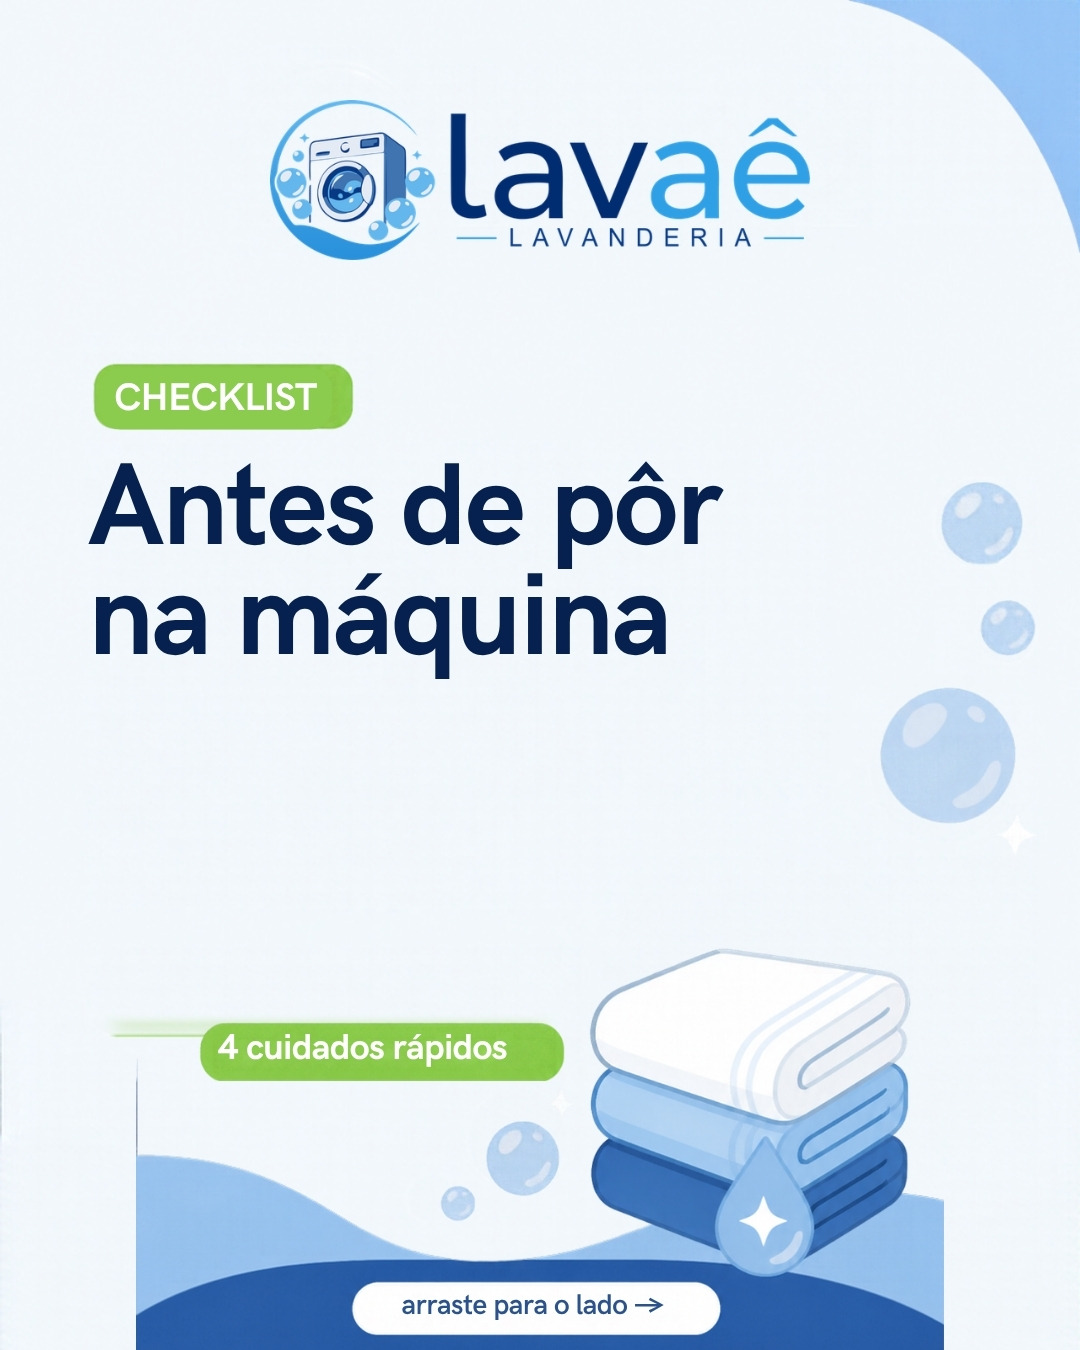 lavaê
LAVANDERIA
CHECKLIST
Antes de pôr
na máquina
4 cuidados rápidos
arraste para o lado →